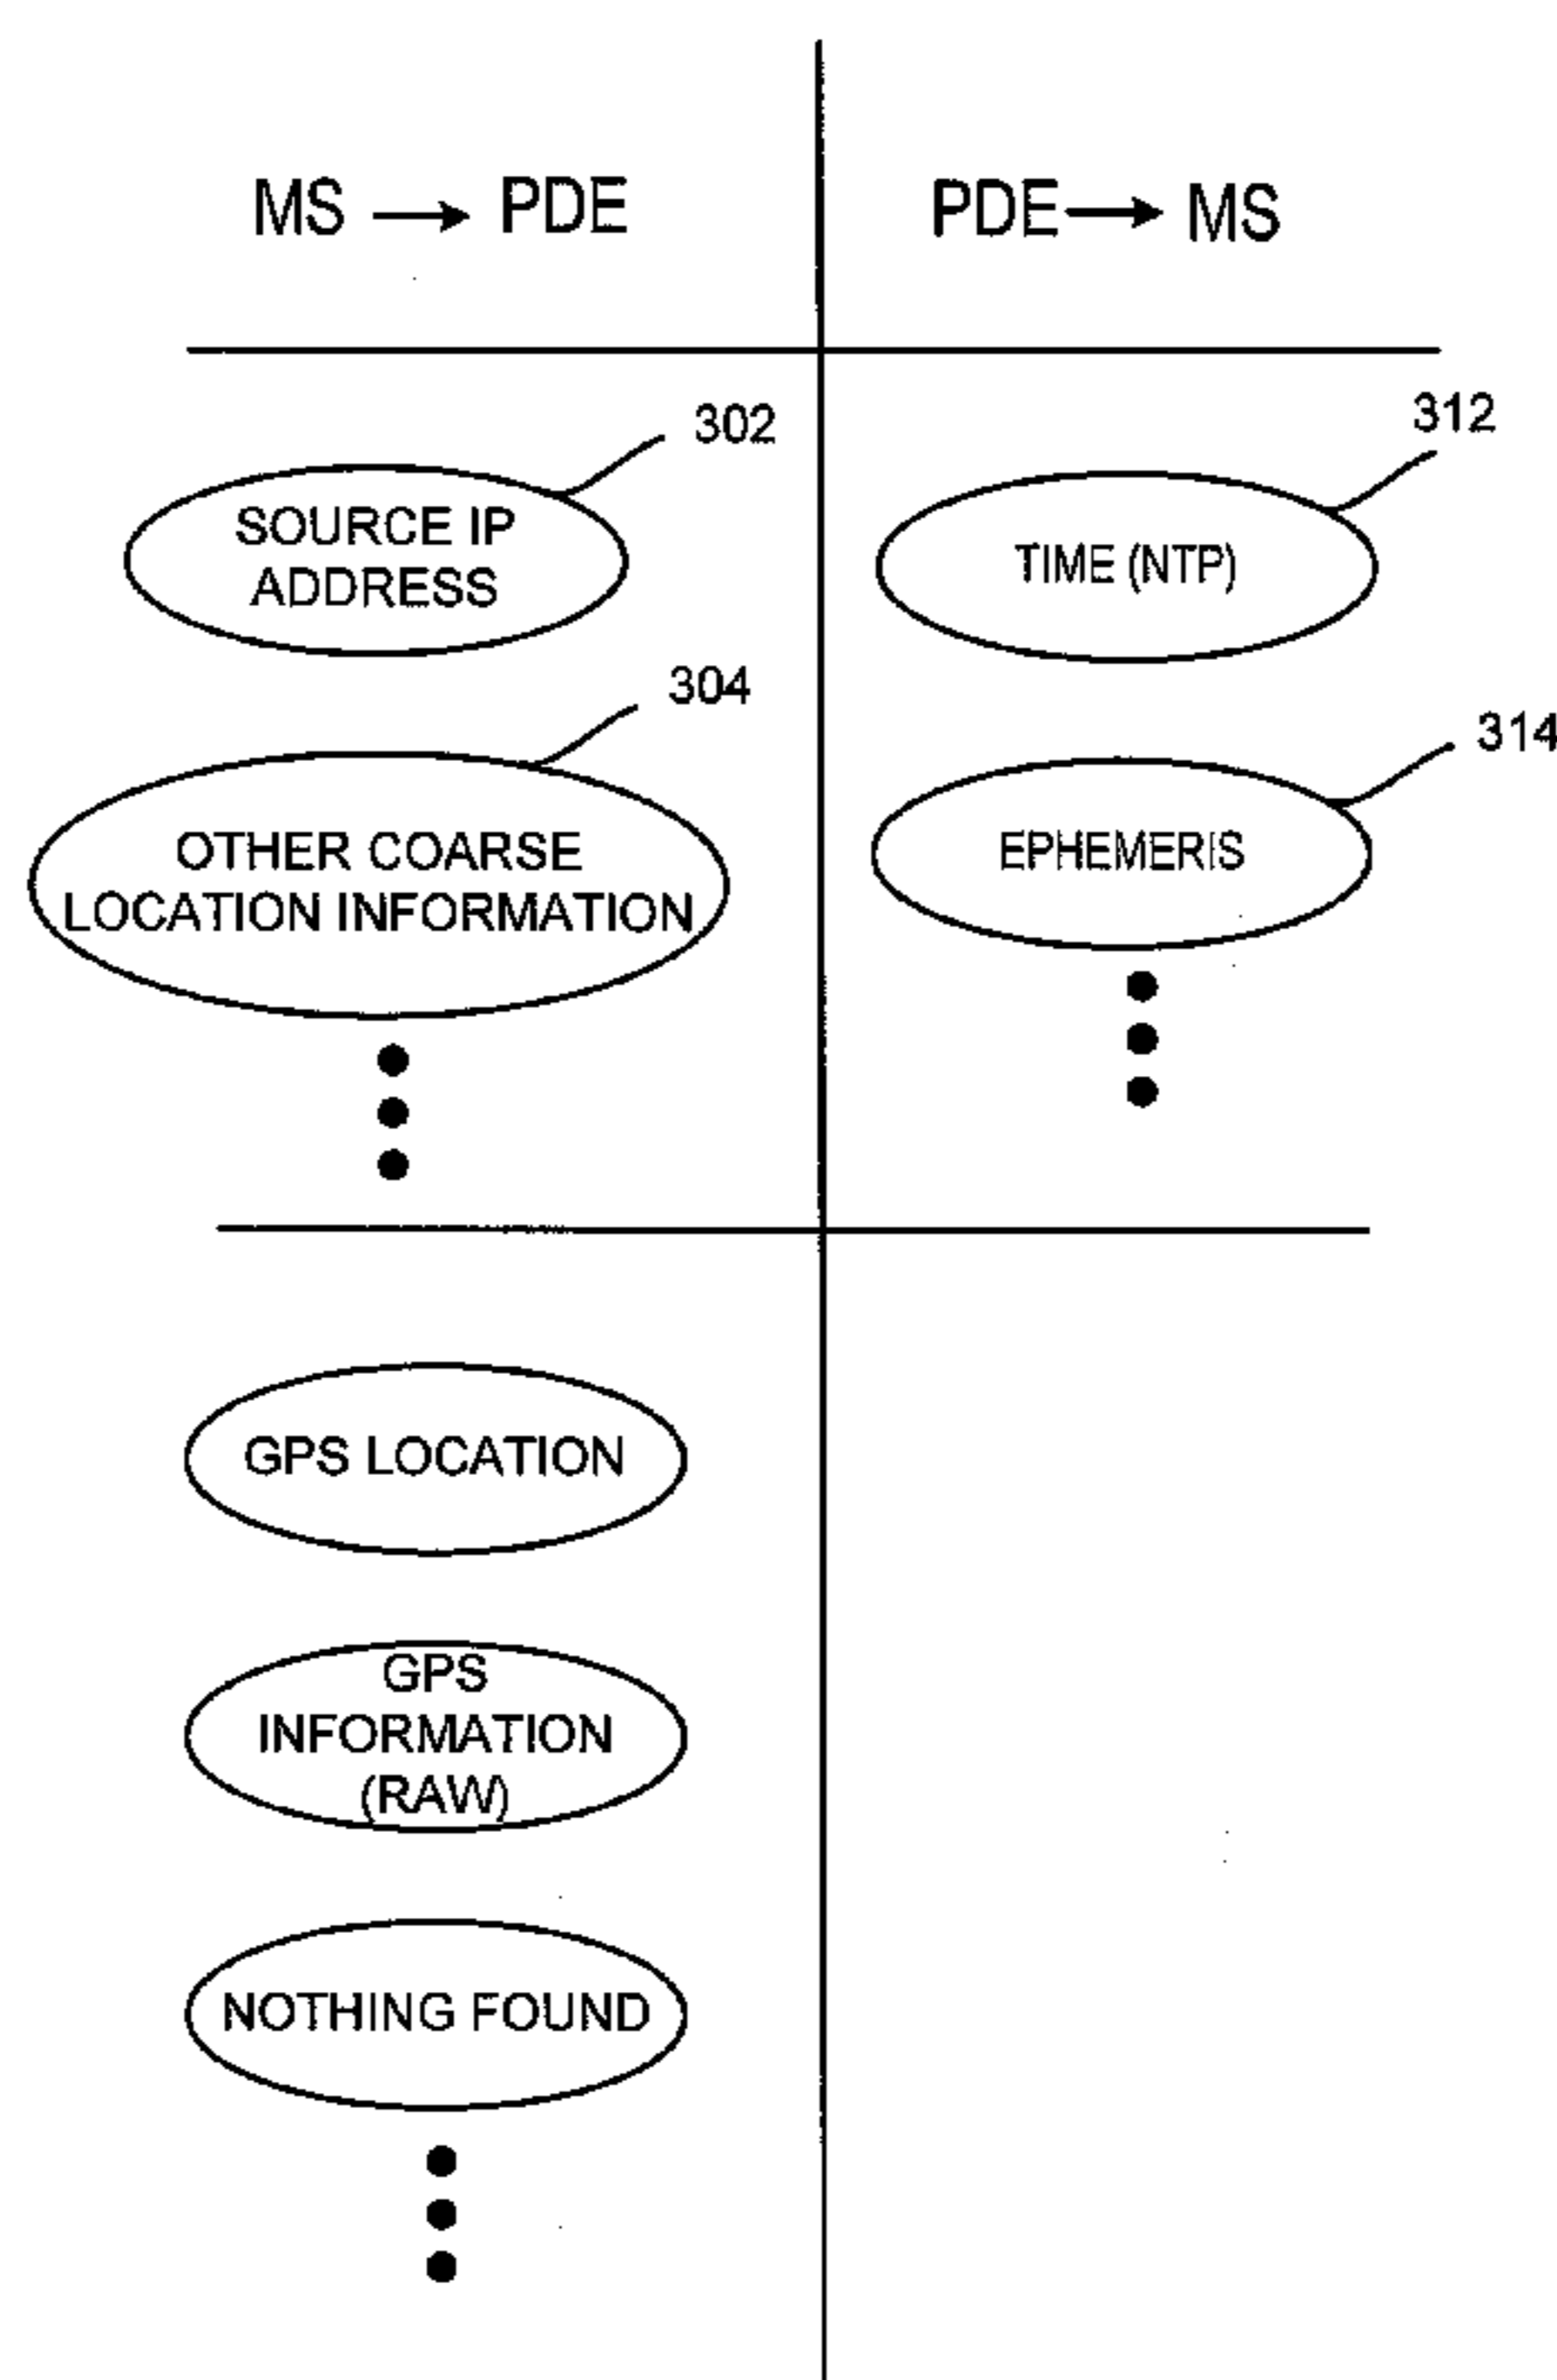 MS → PDE
PDE → MS
302
SOURCE IP
ADDRESS
304
OTHER COARSE
LOCATION INFORMATION
312
TIME (NTP)
314
EPHEMERIS
GPS LOCATION
GPS
INFORMATION
(RAW)
NOTHING FOUND